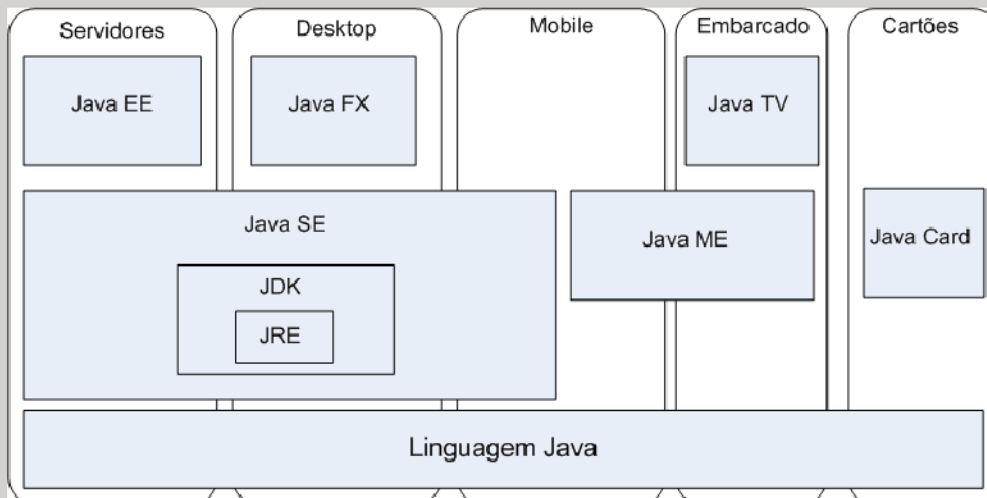 Servidores
Desktop
Mobile
Embarcado
Cartões
Java EE
Java FX
Java TV
Java SE
Java ME
Java Card
JDK
JRE
Linguagem Java